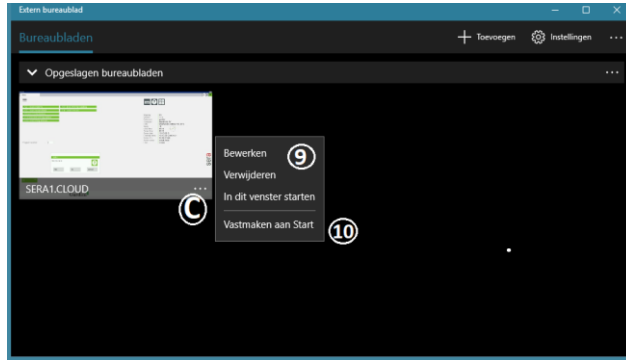 Extern bureaublad
Bureaubladen
Toevoegen
Instellingen
Opgeslagen bureaubladen
SERA1.CLOUD
C
Bewerken 9
Verwijderen
In dit venster starten
Vastmaken aan Start 10